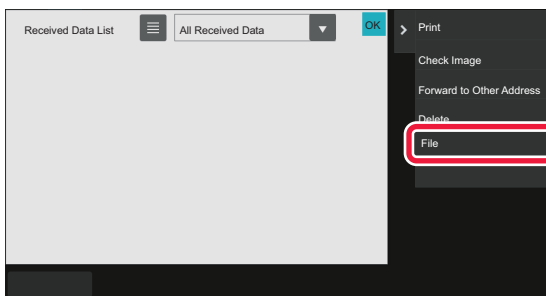 Received Data List
All Received Data
OK
Print
Check Image
Forward to Other Address
Delete
File